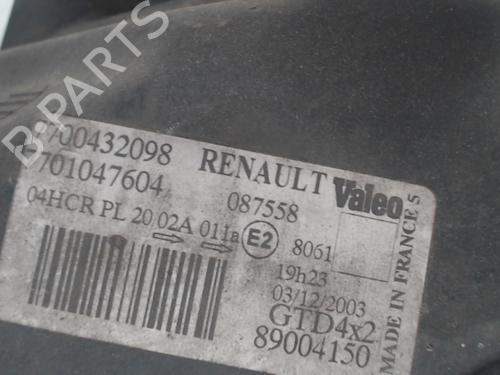 B-PARTS
7700432098 RENAULT Valeo
7701047604 087558
04HCR PL 20 02A 011a E2 8061
19h23
03/12/2003
GTD4x2
89004150
MADE IN FRANCE 5